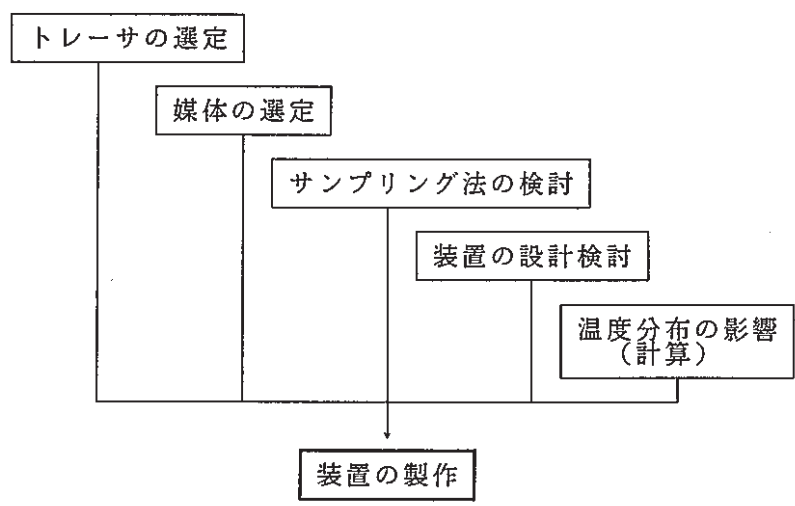 トレーサの選定
媒体の選定
サンプリング法の検討
装置の設計検討
温度分布の影響
（計算）
装置の製作